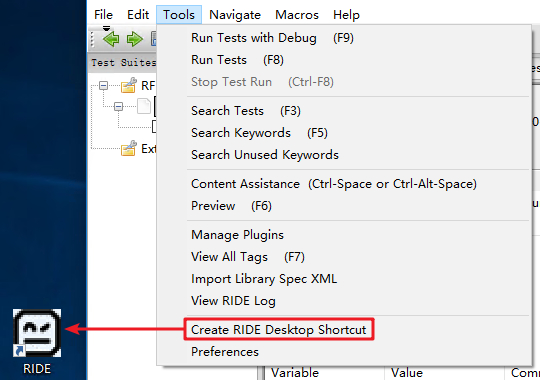 File Edit Tools Navigate Macros Help
Test Suites
RF
Ext
Run Tests with Debug (F9)
Run Tests (F8)
Stop Test Run (Ctrl-F8)
Search Tests (F3)
Search Keywords (F5)
Search Unused Keywords
Content Assistance (Ctrl-Space or Ctrl-Alt-Space)
Preview (F6)
Manage Plugins
View All Tags (F7)
Import Library Spec XML
View RIDE Log
Create RIDE Desktop Shortcut
Preferences
RIDE
Variable Value Comm